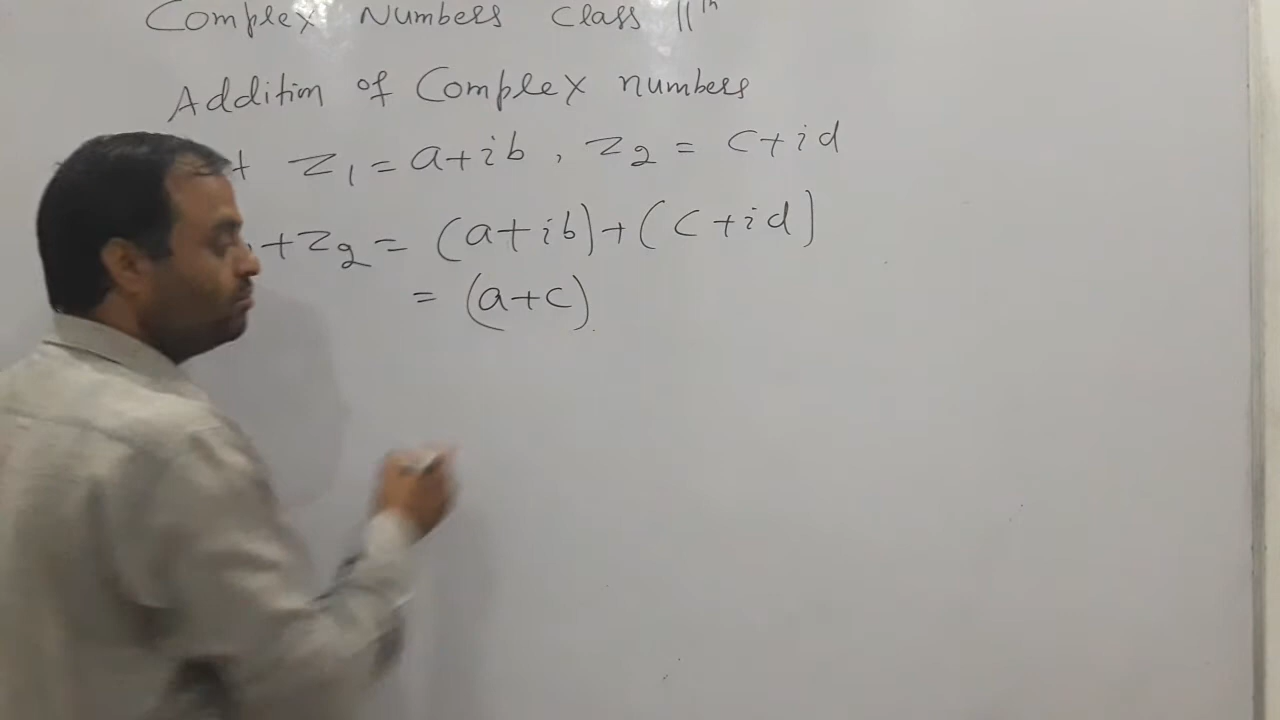 Complex Numbers Class 11th
Addition of Complex numbers
z₁ = a+ib, z₂ = c+id
+z₂ = (a+ib)+(c+id)
= (a+c)